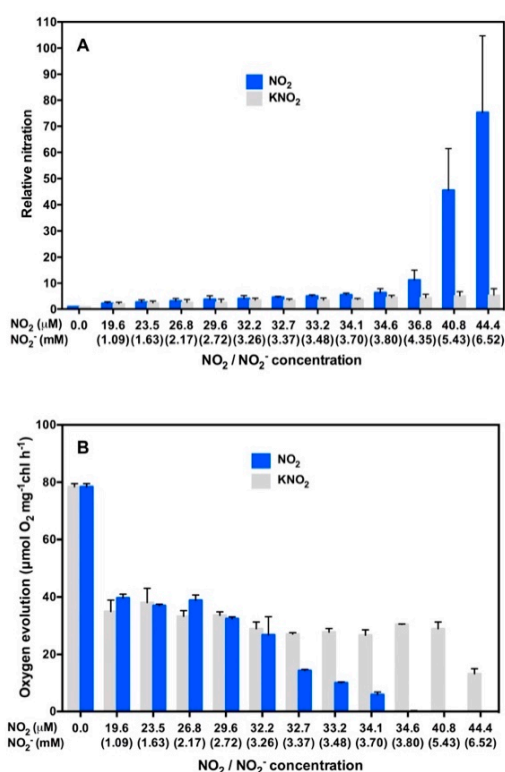 110
100
90
80
70
60
50
40
30
20
10
0
Relative nitration
A
NO₂
KNO₂
NO₂ (μM) 0.0 19.6 23.5 26.8 29.6 32.2 32.7 33.2 34.1 34.6 36.8 40.8 44.4
NO₂⁻ (mM) (1.09) (1.63) (2.17) (2.72) (3.26) (3.37) (3.48) (3.70) (3.80) (4.35) (5.43) (6.52)
NO₂ / NO₂⁻ concentration
100
80
60
40
20
0
Oxygen evolution (μmol O₂ mg⁻¹chl h⁻¹)
B
NO₂
KNO₂
NO₂ (μM) 0.0 19.6 23.5 26.8 29.6 32.2 32.7 33.2 34.1 34.6 40.8 44.4
NO₂⁻ (mM) (1.09) (1.63) (2.17) (2.72) (3.26) (3.37) (3.48) (3.70) (3.80) (5.43) (6.52)
NO₂ / NO₂⁻ concentration